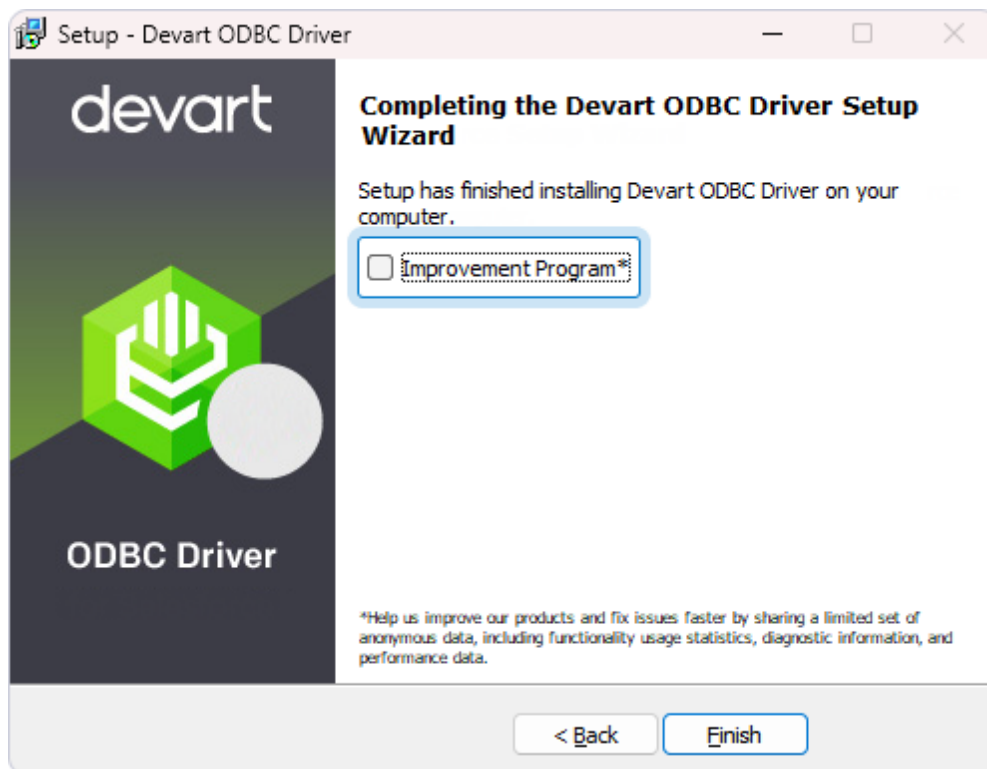 Setup - Devart ODBC Driver
devart
ODBC Driver
Completing the Devart ODBC Driver Setup
Wizard
Setup has finished installing Devart ODBC Driver on your
computer.
Improvement Program*
*Help us improve our products and fix issues faster by sharing a limited set of
anonymous data, including functionality usage statistics, diagnostic information, and
performance data.
< Back
Finish